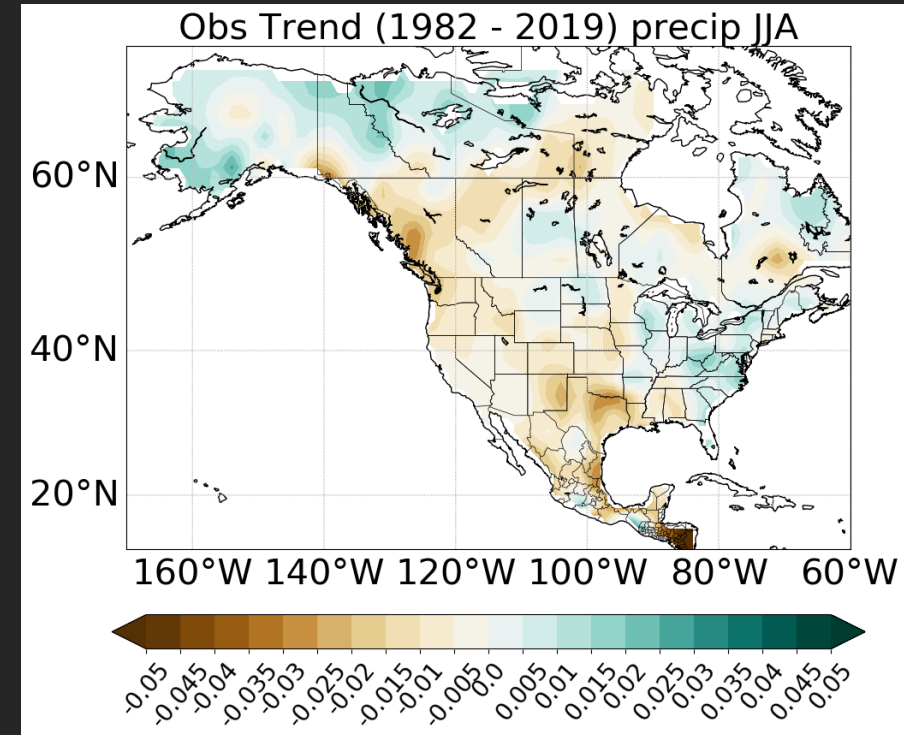 Obs Trend (1982 - 2019) precip JJA
60°N
40°N
20°N
160°W 140°W 120°W 100°W 80°W 60°W
-0.05 -0.045 -0.04 -0.035 -0.03 -0.025 -0.02 -0.015 -0.01 -0.005 0.0 0.005 0.01 0.015 0.02 0.025 0.03 0.035 0.04 0.045 0.05